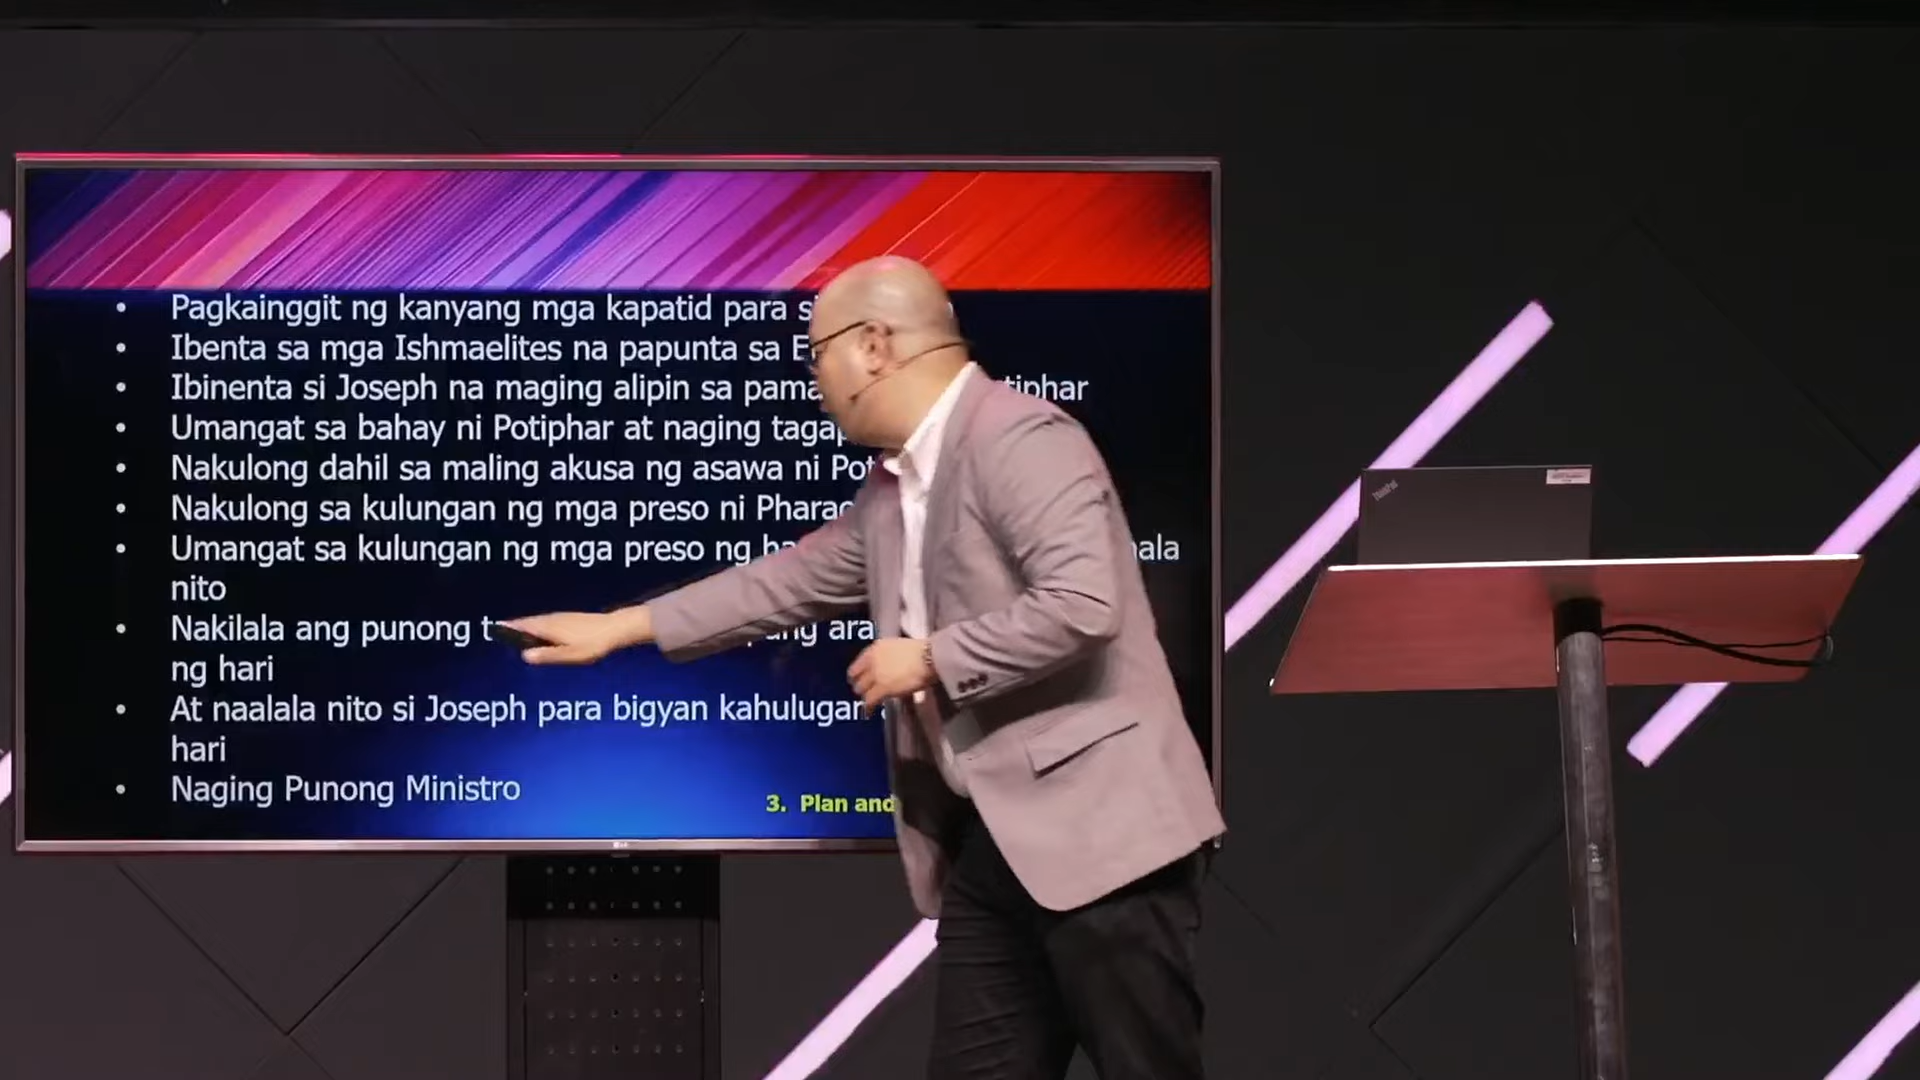 • Pagkainggit ng kanyang mga kapatid para
• Ibenta sa mga Ishmaelites na papunta sa
• Ibinenta si Joseph na maging alipin sa
• Umangat sa bahay ni Potiphar at naging
• Nakulong dahil sa maling akusa ng asawa ni
• Nakulong sa kulungan ng mga preso ni
• Umangat sa kulungan ng mga preso ng
nito
• Nakilala ang punong
ng hari
• At naalala nito si Joseph para bigyan kahulugan
hari
• Naging Punong Ministro
3. Plan and
LG
ThinkPad